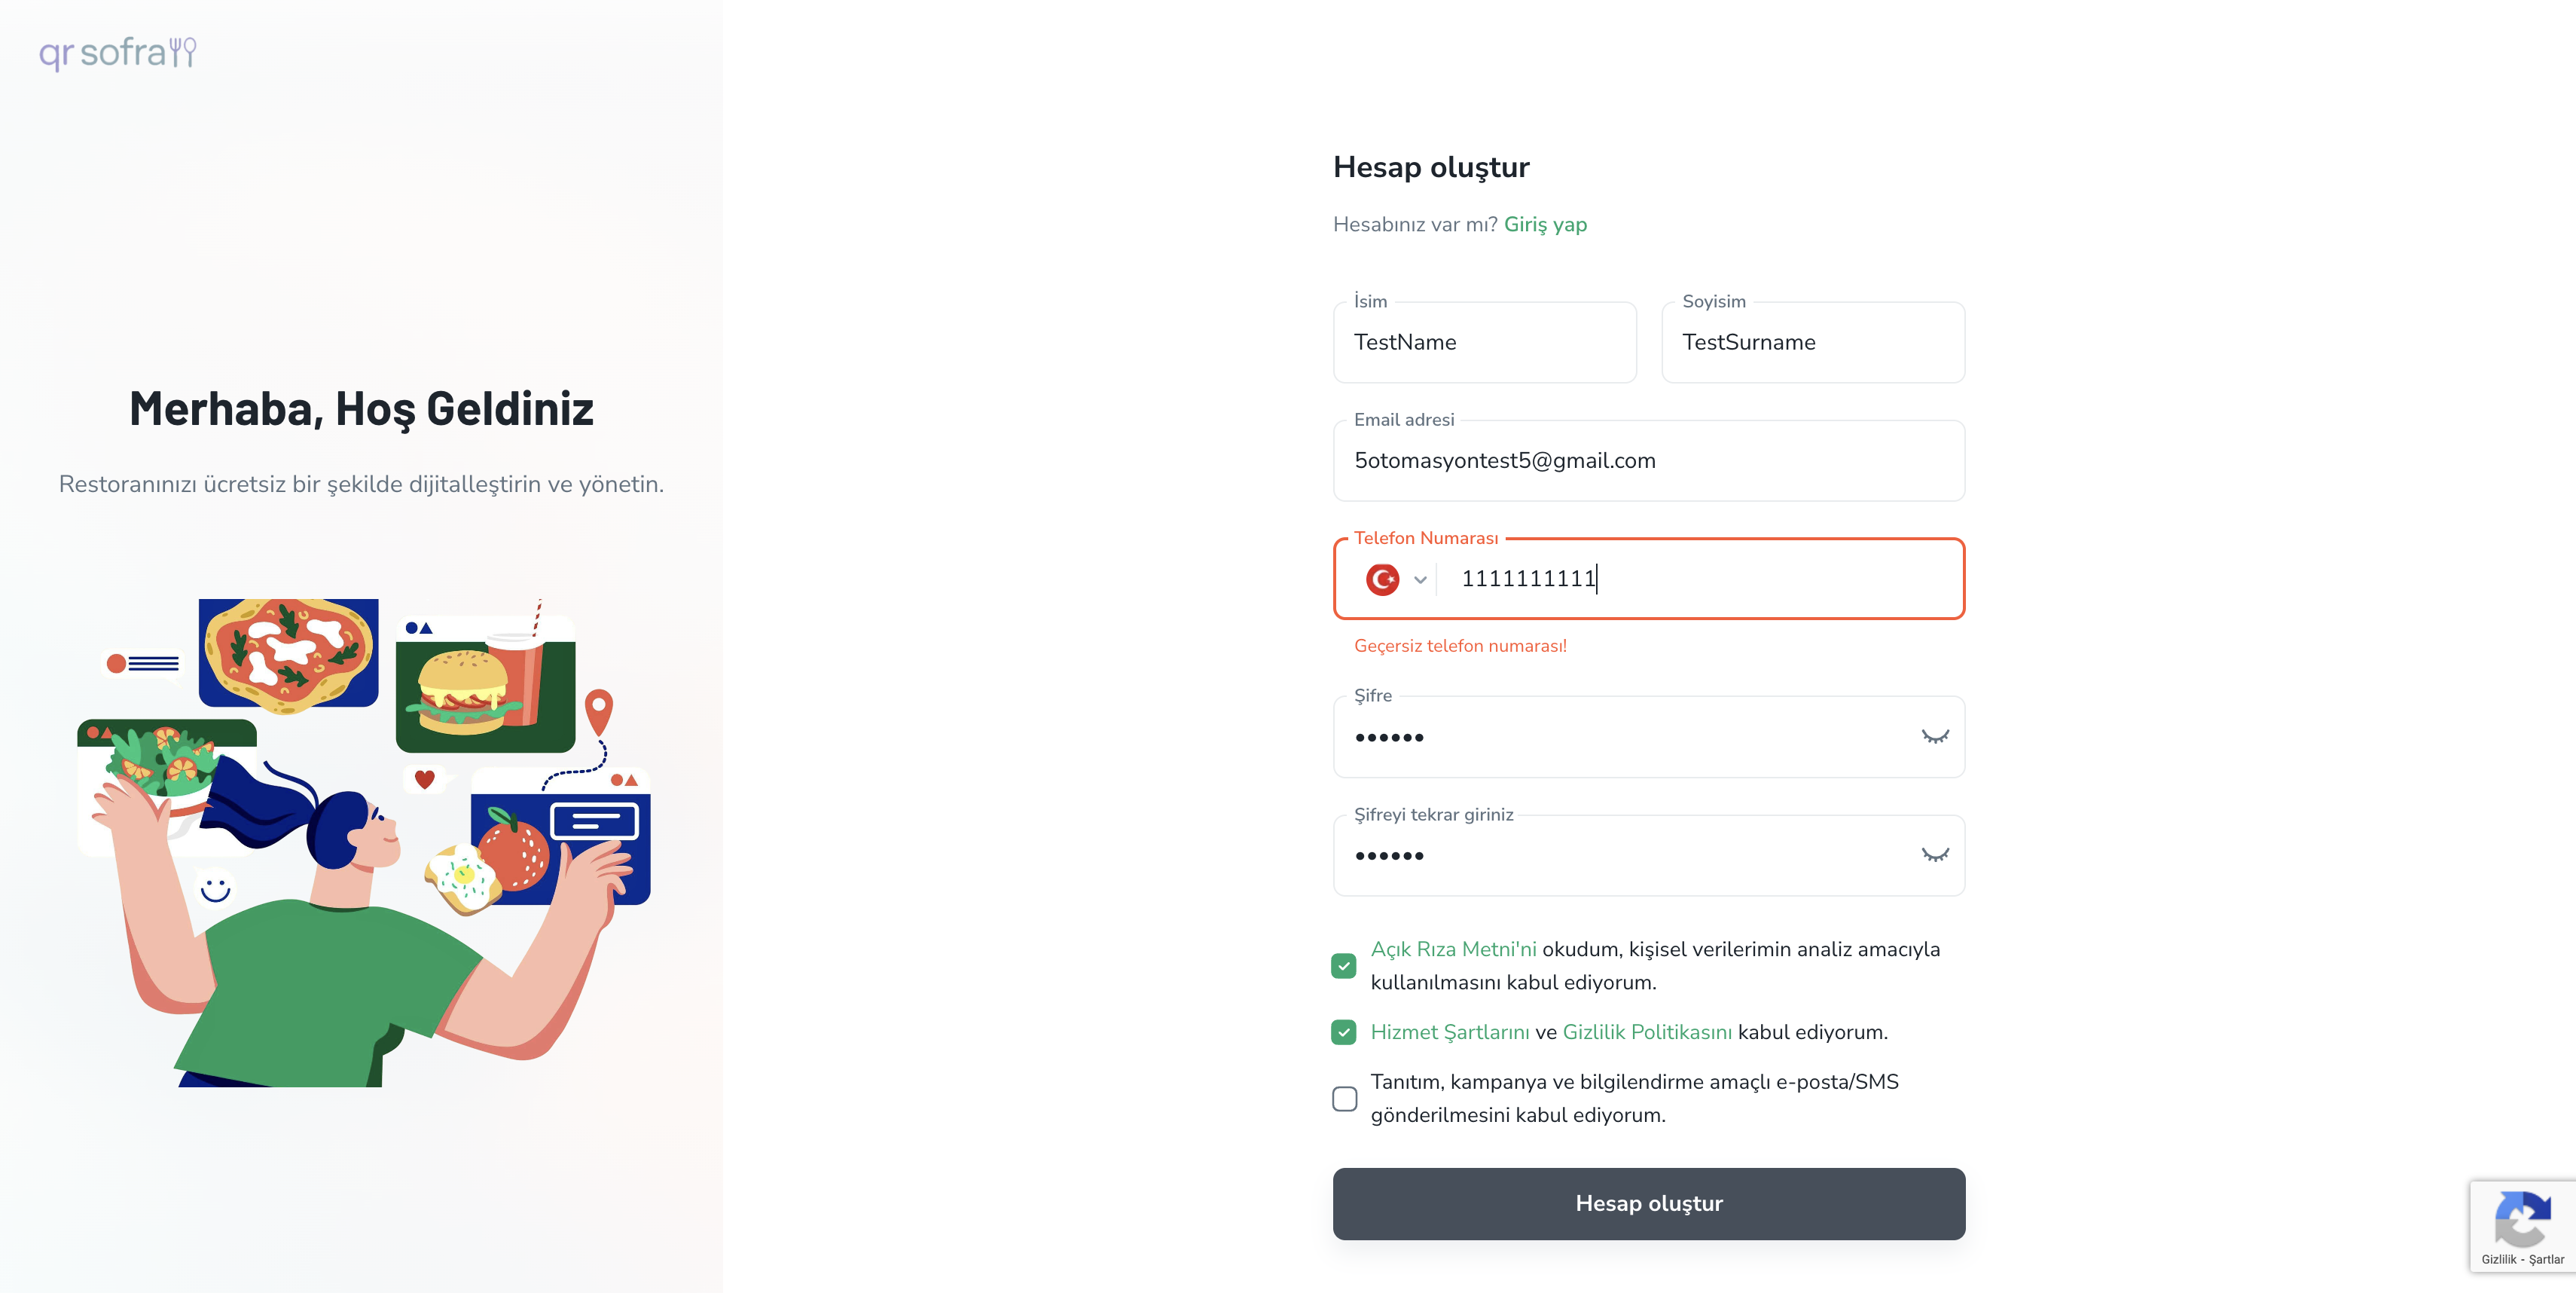 qr sofra
Merhaba, Hoş Geldiniz
Restoranınızı ücretsiz bir şekilde dijitalleştirin ve yönetin.
Hesap oluştur
Hesabınız var mı? Giriş yap
İsim
TestName
Soyisim
TestSurname
Email adresi
5otomasyontest5@gmail.com
Telefon Numarası
1111111111
Geçersiz telefon numarası!
Şifre
••••••
Şifreyi tekrar giriniz
••••••
Açık Rıza Metni'ni okudum, kişisel verilerimin analiz amacıyla
kullanılmasını kabul ediyorum.
Hizmet Şartlarını ve Gizlilik Politikasını kabul ediyorum.
Tanıtım, kampanya ve bilgilendirme amaçlı e-posta/SMS
gönderilmesini kabul ediyorum.
Hesap oluştur
Gizlilik - Şartlar